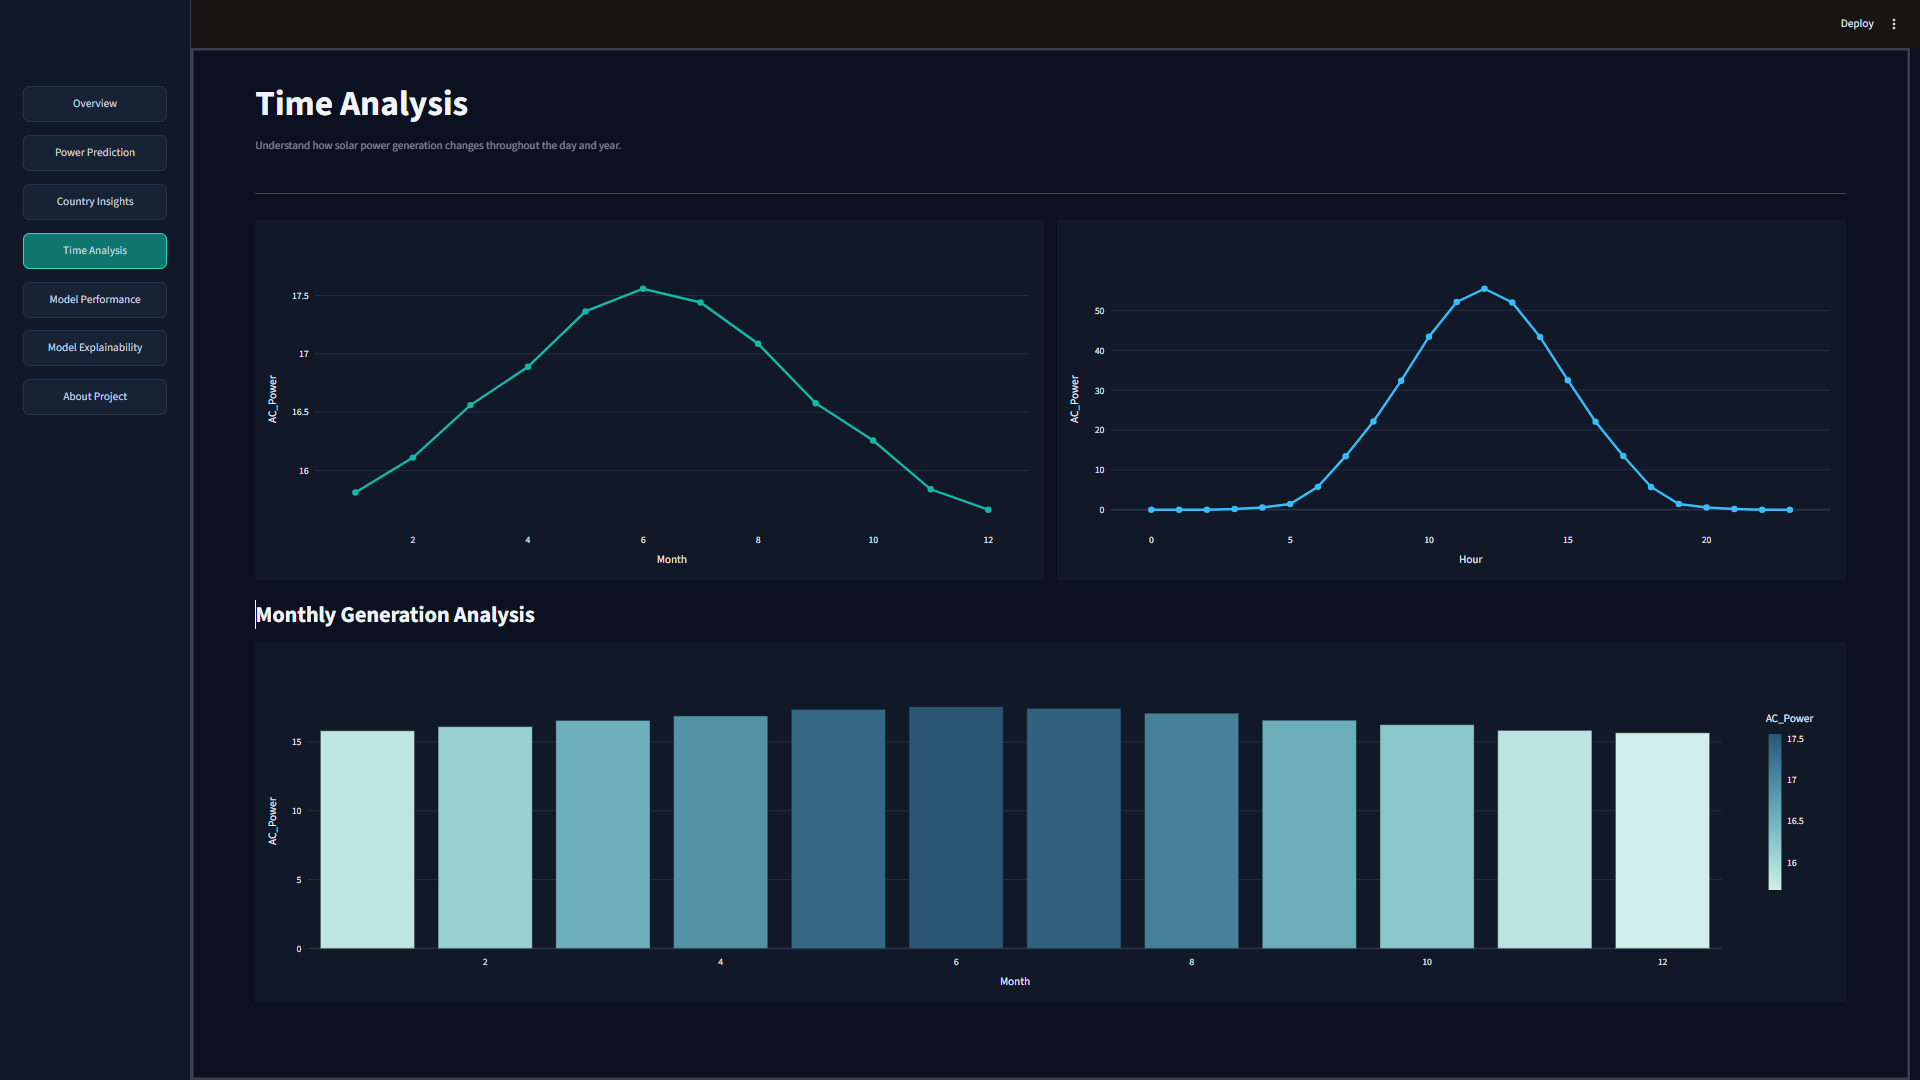 Deploy
Overview
Power Prediction
Country Insights
Time Analysis
Model Performance
Model Explainability
About Project
Time Analysis
Understand how solar power generation changes throughout the day and year.
17.5
17
16.5
16
AC_Power
2 4 6 8 10 12
Month
50
40
30
20
10
0
AC_Power
0 5 10 15 20
Hour
Monthly Generation Analysis
15
10
5
0
AC_Power
2 4 6 8 10 12
Month
AC_Power
17.5
17
16.5
16